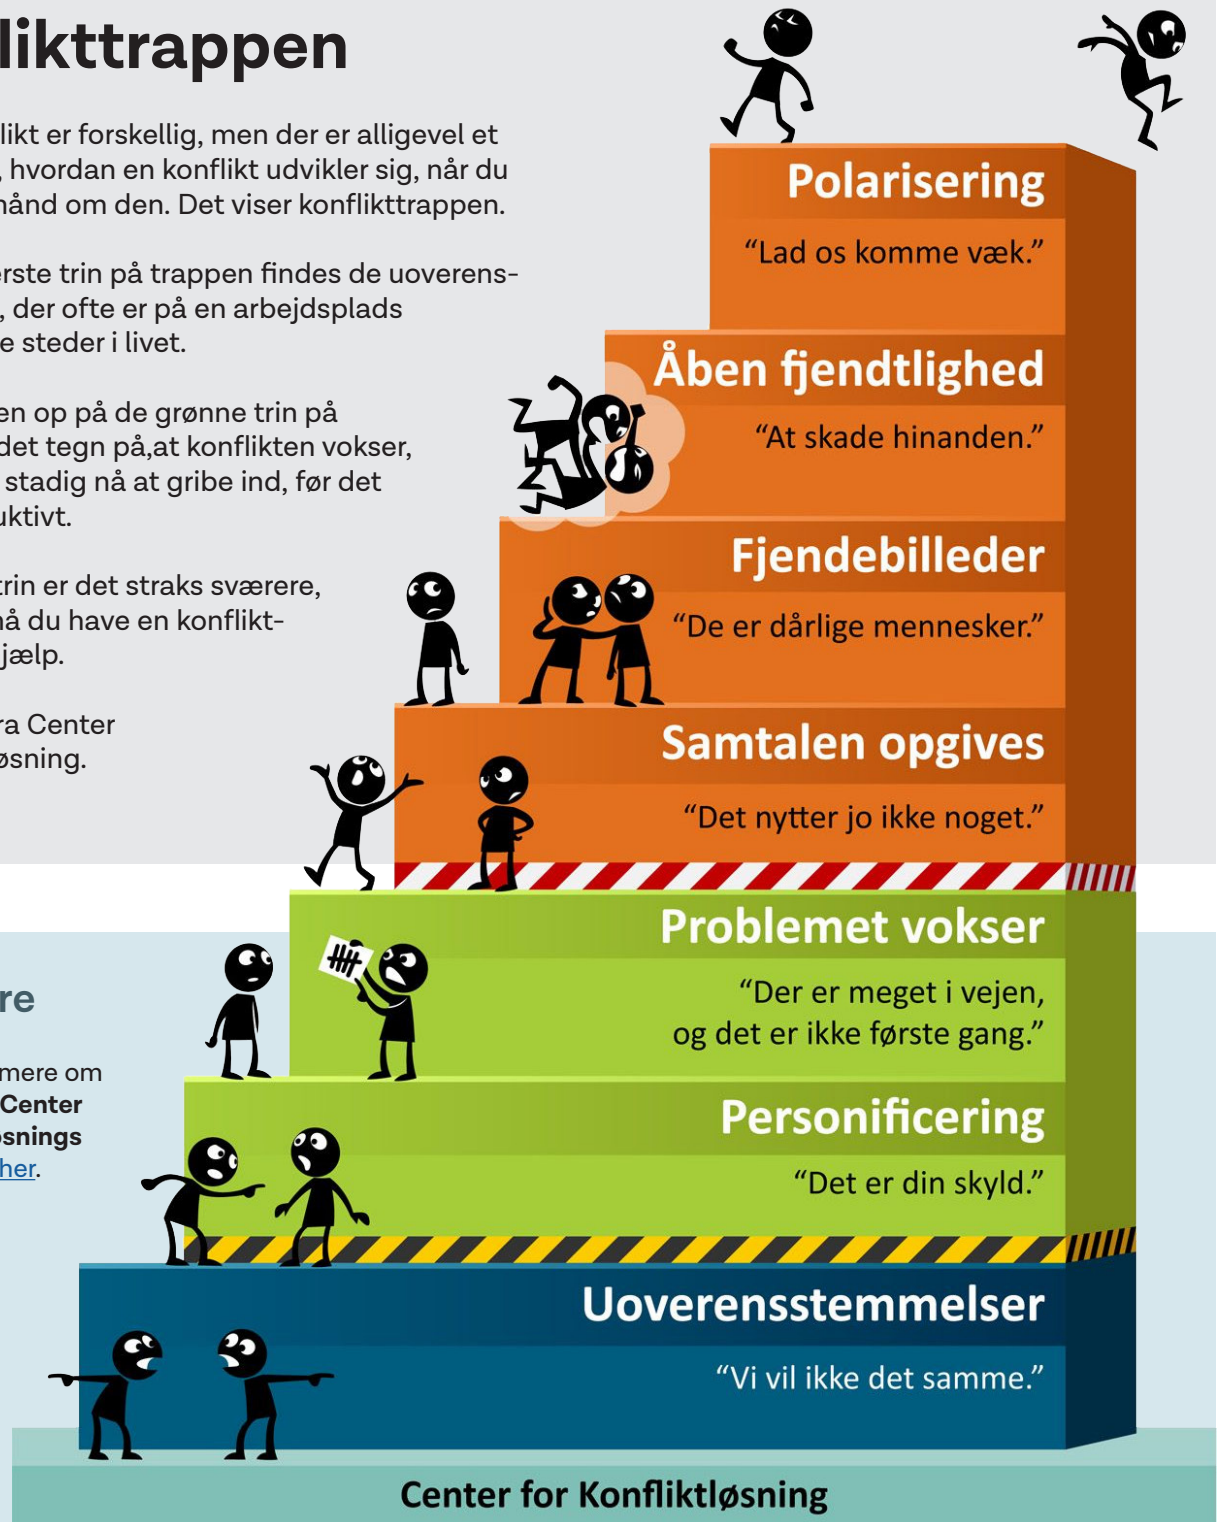 likttrappen
likt er forskellig, men der er alligevel et
, hvordan en konflikt udvikler sig, når du
hånd om den. Det viser konflikttrappen.
erste trin på trappen findes de uoverens-
, der ofte er på en arbejdsplads
e steder i livet.
en op på de grønne trin på
det tegn på,at konflikten vokser,
stadig nå at gribe ind, før det
uktivt.
trin er det straks sværere,
må du have en konflikt-
jælp.
ra Center
øsning.
re
mere om
Center
øsnings
her.
Polarisering
“Lad os komme væk.”
Åben fjendtlighed
“At skade hinanden.”
Fjendebilleder
“De er dårlige mennesker.”
Samtalen opgives
“Det nytter jo ikke noget.”
Problemet vokser
“Der er meget i vejen,
og det er ikke første gang.”
Personificering
“Det er din skyld.”
Uoverensstemmelser
“Vi vil ikke det samme.”
Center for Konfliktløsning